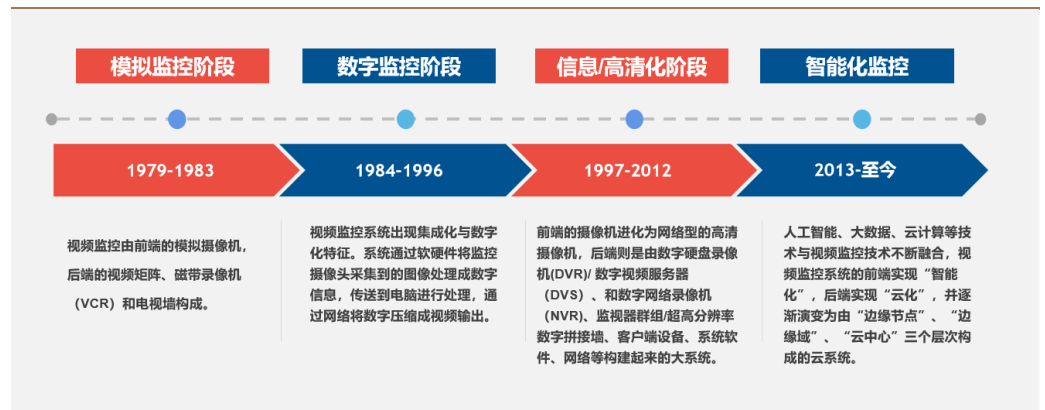 模拟监控阶段
数字监控阶段
信息/高清化阶段
智能化监控
1979-1983
1984-1996
1997-2012
2013-至今
视频监控由前端的模拟摄像机，
后端的视频矩阵、磁带录像机
（VCR）和电视墙构成。
视频监控系统出现集成化与数字
化特征。系统通过软硬件将监控
摄像头采集到的图像处理成数字
信息，传送到电脑进行处理，通
过网络将数字压缩成视频输出。
前端的摄像机进化为网络型的高清
摄像机，后端则是由数字硬盘录像
机(DVR)/ 数字视频服务器
（DVS）、和数字网络录像机
（NVR)、监视器群组/超高分辨率
数字拼接墙、客户端设备、系统软
件、网络等构建起来的大系统。
人工智能、大数据、云计算等技
术与视频监控技术不断融合，视
频监控系统的前端实现“智能
化”，后端实现“云化”，并逐
渐演变为由“边缘节点”、“边
缘域”、“云中心”三个层次构
成的云系统。